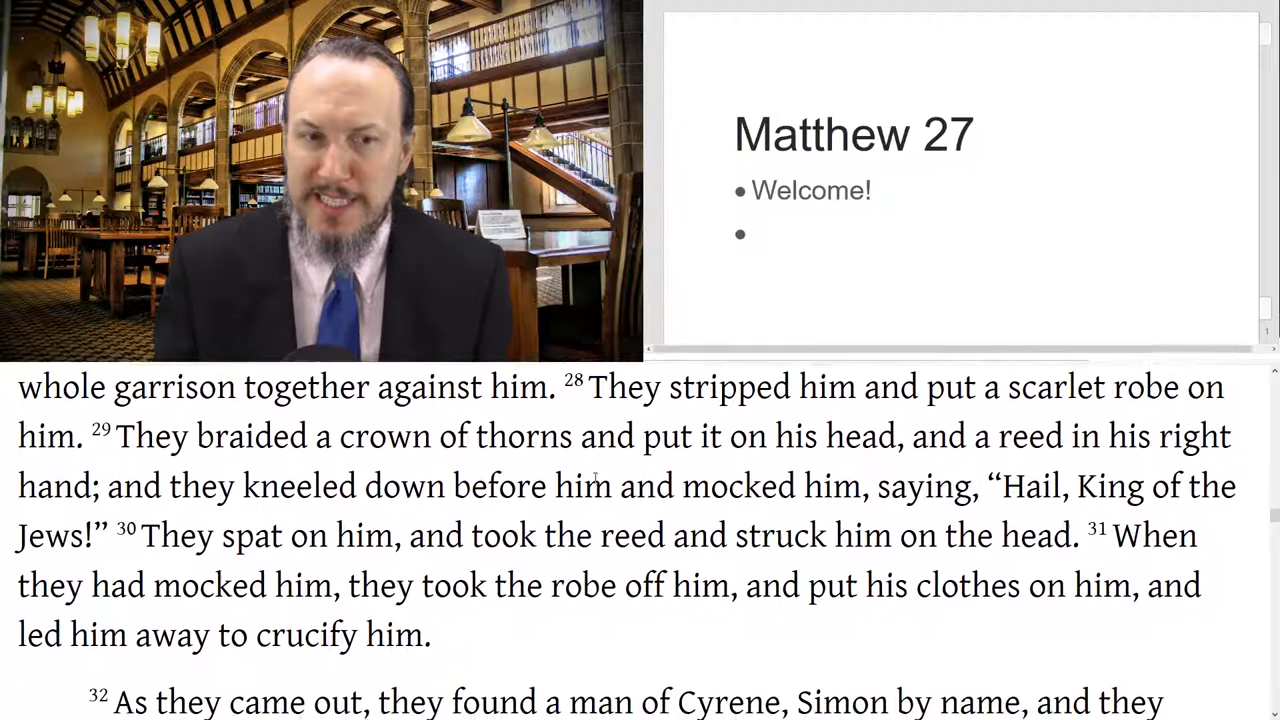 Matthew 27
• Welcome!
•
1
whole garrison together against him. 28 They stripped him and put a scarlet robe on
him. 29 They braided a crown of thorns and put it on his head, and a reed in his right
hand; and they kneeled down before him and mocked him, saying, “Hail, King of the
Jews!” 30 They spat on him, and took the reed and struck him on the head. 31 When
they had mocked him, they took the robe off him, and put his clothes on him, and
led him away to crucify him.
32 As they came out, they found a man of Cyrene, Simon by name, and they